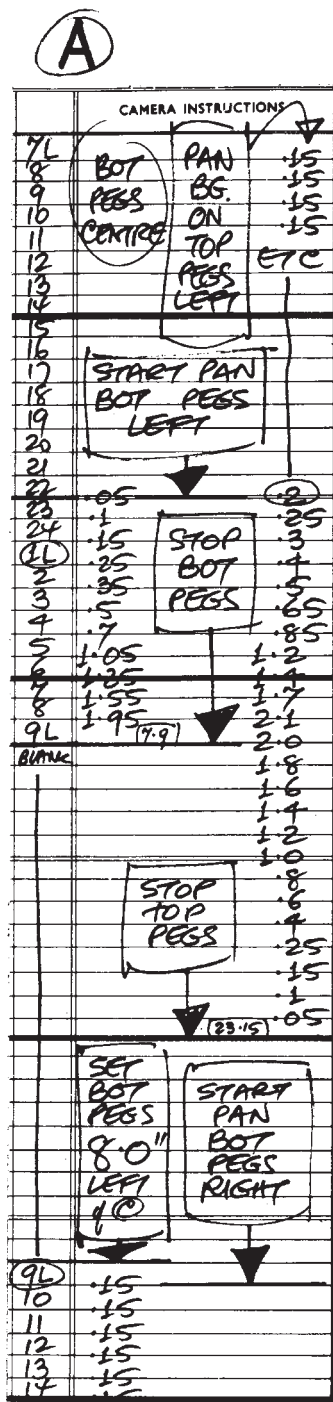 A
CAMERA INSTRUCTIONS
7L .15
8 BOT PAN .15
9 PEGS BG. .15
10 CENTRE ON .15
11 TOP
12 PEGS ETC
13 LEFT
14
15
16
17 START PAN
18 BOT PEGS
19 LEFT
20
21
22 .05 .2
23 .1 .25
24 .15 STOP .3
1L .25 BOT .4
2 .35 PEGS .5
3 .5 .65
4 .7 .85
5 1.05 1.2
6 1.25 1.4
7 1.55 1.7
8 1.95 2.1
9L 7.9 2.0
BLANK 1.8
1.6
1.4
1.2
1.0
STOP .8
TOP .6
PEGS .4
.25
.15
.1
23.15 .05
SET
BOT START
PEGS PAN
8.0" BOT
LEFT PEGS
of C RIGHT
9L .15
10 .15
11 .15
12 .15
13 .15
14 .15